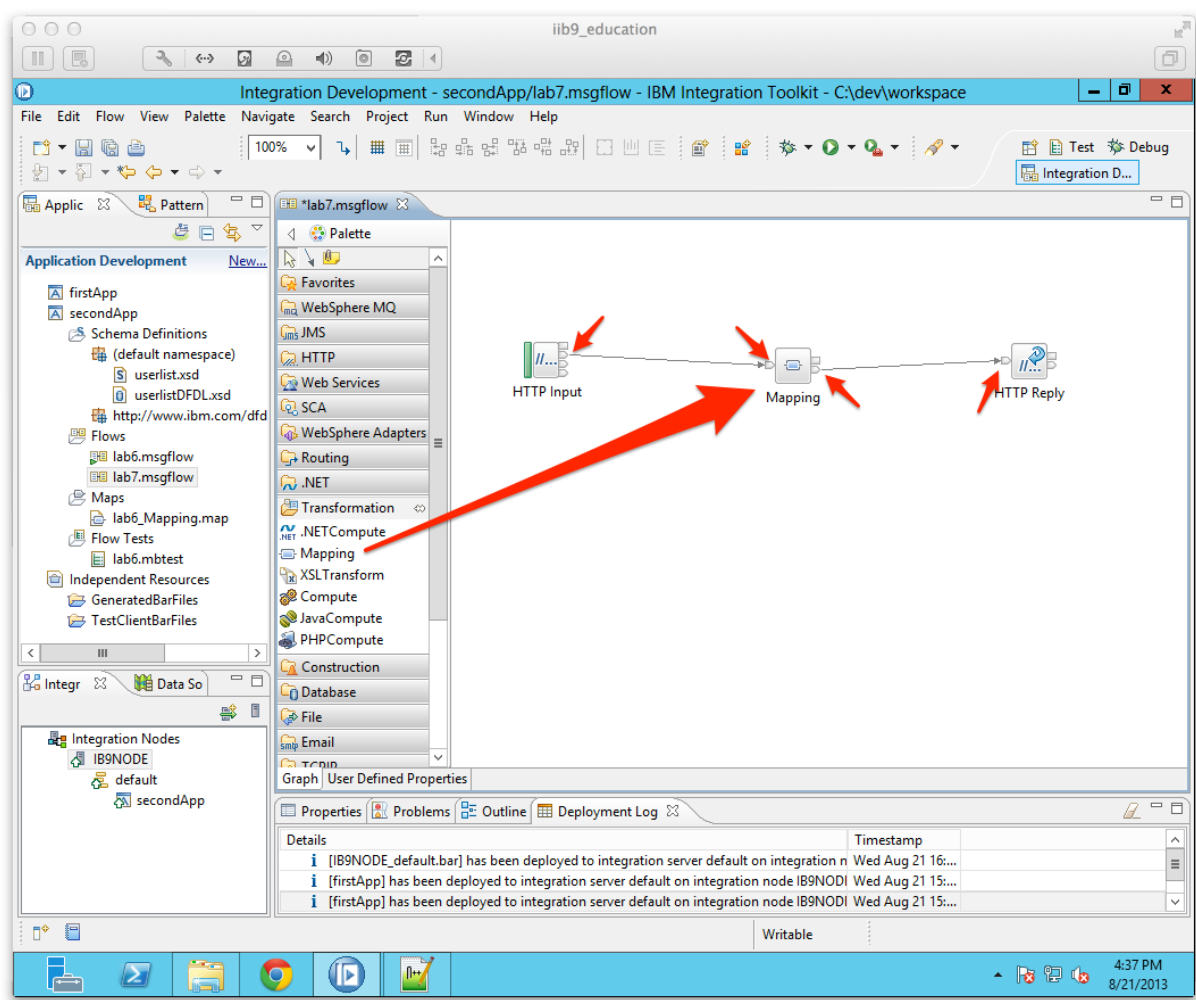 iib9_education
Integration Development - secondApp/lab7.msgflow - IBM Integration Toolkit - C:\dev\workspace
File Edit Flow View Palette Navigate Search Project Run Window Help
100%
Test Debug
Integration D...
Applic Pattern
Application Development New...
firstApp
secondApp
Schema Definitions
(default namespace)
userlist.xsd
userlistDFDL.xsd
http://www.ibm.com/dfd
Flows
lab6.msgflow
lab7.msgflow
Maps
lab6_Mapping.map
Flow Tests
lab6.mbtest
Independent Resources
GeneratedBarFiles
TestClientBarFiles
Integr Data So
Integration Nodes
IB9NODE
default
secondApp
*lab7.msgflow
Palette
Favorites
WebSphere MQ
JMS
HTTP
Web Services
SCA
WebSphere Adapters
Routing
.NET
Transformation
.NETCompute
Mapping
XSLTransform
Compute
JavaCompute
PHPCompute
Construction
Database
File
Email
TCPIP
HTTP Input
Mapping
HTTP Reply
Graph User Defined Properties
Properties Problems Outline Deployment Log
Details Timestamp
[IB9NODE_default.bar] has been deployed to integration server default on integration n Wed Aug 21 16:...
[firstApp] has been deployed to integration server default on integration node IB9NODI Wed Aug 21 15:...
[firstApp] has been deployed to integration server default on integration node IB9NODI Wed Aug 21 15:...
Writable
4:37 PM
8/21/2013